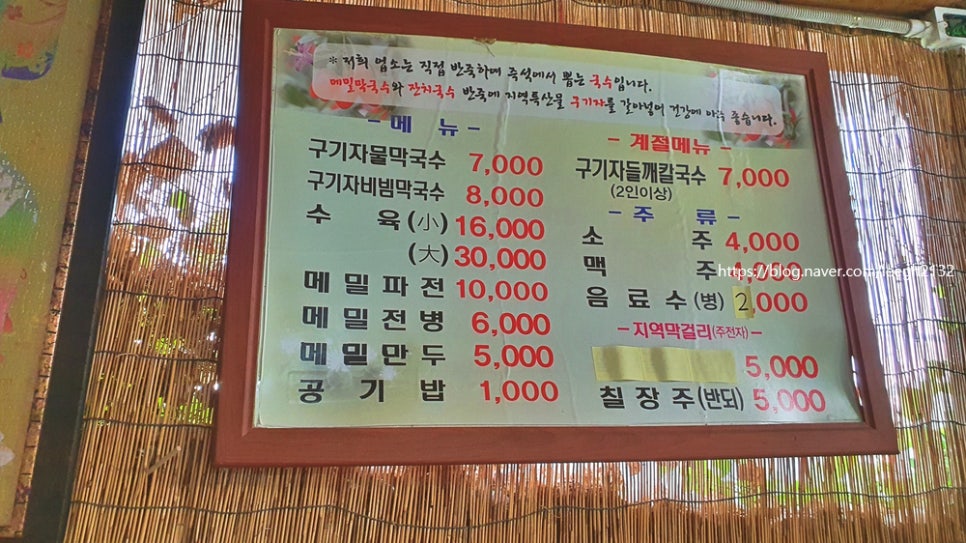 ※ 저희 업소는 직접 반죽하여 즉석에서 뽑는 국수입니다.
메밀막국수와 잔치국수 반죽에 지역특산물 구기자를 갈아넣어 건강에 아주 좋습니다.
- 메 뉴 -
구기자물막국수 7,000
구기자비빔막국수 8,000
수 육 (小) 16,000
(大) 30,000
메 밀 파 전 10,000
메 밀 전 병 6,000
메 밀 만 두 5,000
공 기 밥 1,000
- 계절메뉴 -
구기자들깨칼국수 7,000
(2인이상)
- 주 류 -
소 주 4,000
맥 주 4,000
음 료 수 (병) 2,000
- 지역막걸리(주전자) -
5,000
칠 장 주 (반되) 5,000